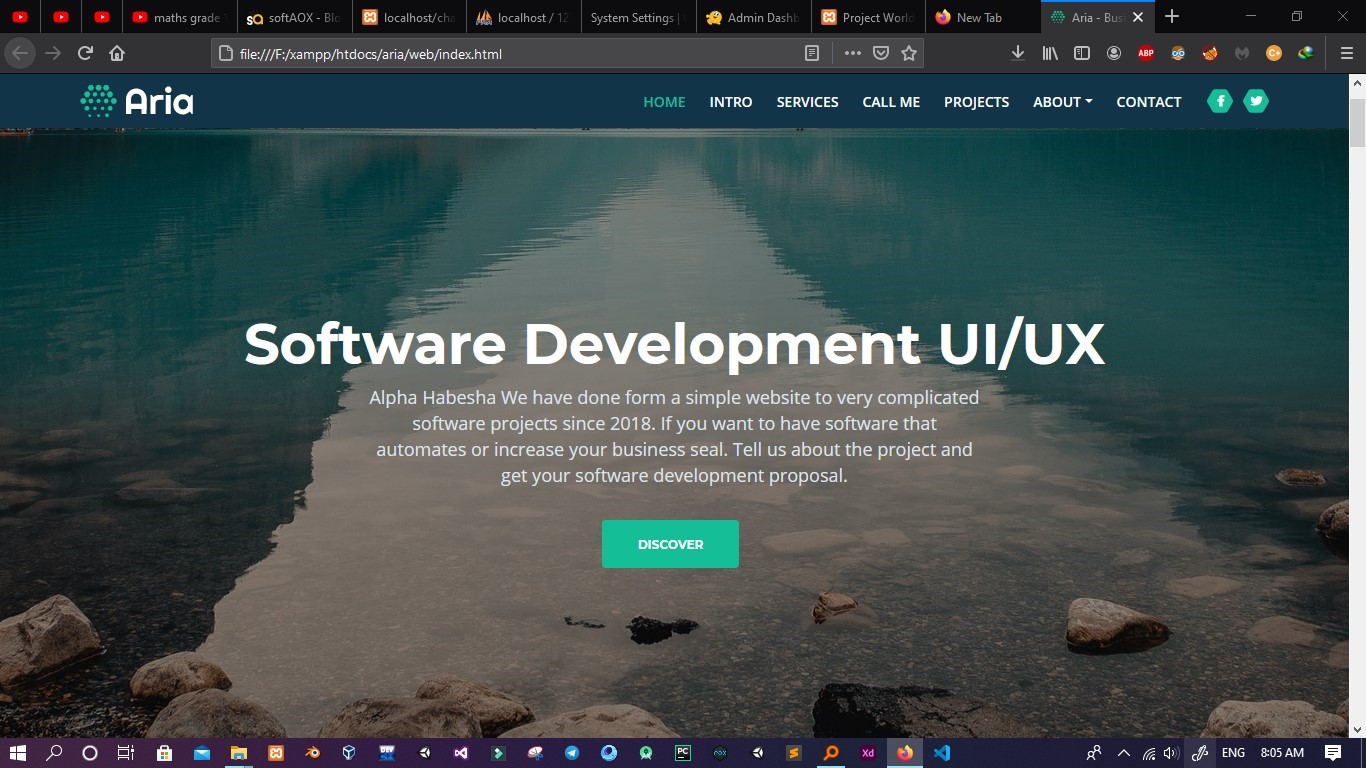 maths grade
softAOX - Blo
localhost/cha
localhost / 12
System Settings |
Admin Dashb
Project World
New Tab
Aria - Busi
file:///F:/xampp/htdocs/aria/web/index.html
ABP
Aria
HOME
INTRO
SERVICES
CALL ME
PROJECTS
ABOUT
CONTACT
Software Development UI/UX
Alpha Habesha We have done form a simple website to very complicated
software projects since 2018. If you want to have software that
automates or increase your business seal. Tell us about the project and
get your software development proposal.
DISCOVER
ENG
8:05 AM